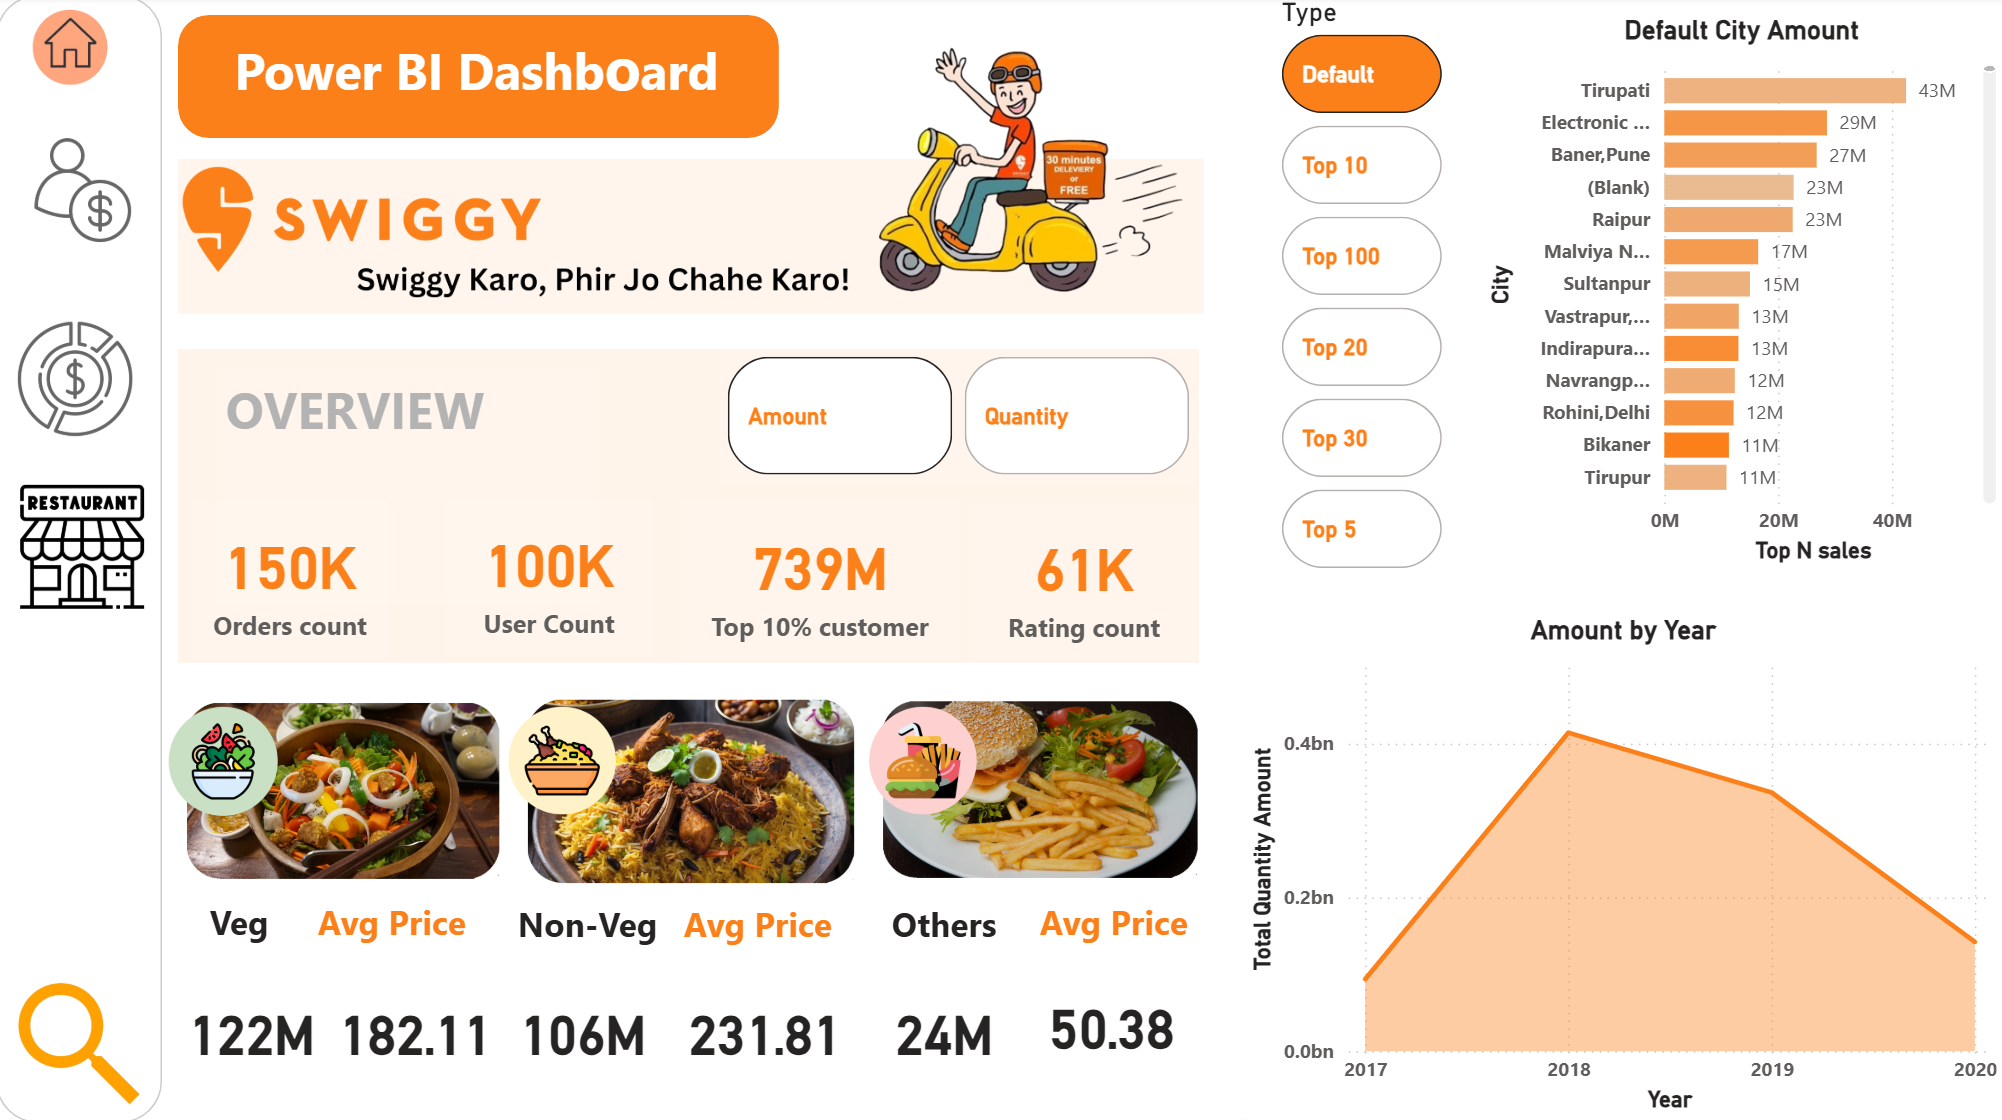 Power BI Dashboard
SWIGGY
Swiggy Karo, Phir Jo Chahe Karo!
30 minutes
DELEVIERY
or
FREE
RESTAURANT
OVERVIEW
Amount
Quantity
150K
Orders count
100K
User Count
739M
Top 10% customer
61K
Rating count
Veg
Avg Price
122M
182.11
Non-Veg
Avg Price
106M
231.81
Others
Avg Price
24M
50.38
Type
Default
Top 10
Top 100
Top 20
Top 30
Top 5
Default City Amount
City
Tirupati 43M
Electronic ... 29M
Baner,Pune 27M
(Blank) 23M
Raipur 23M
Malviya N... 17M
Sultanpur 15M
Vastrapur,... 13M
Indirapura... 13M
Navrangp... 12M
Rohini,Delhi 12M
Bikaner 11M
Tirupur 11M
0M 20M 40M
Top N sales
Amount by Year
Total Quantity Amount
0.4bn
0.2bn
0.0bn
2017 2018 2019 2020
Year